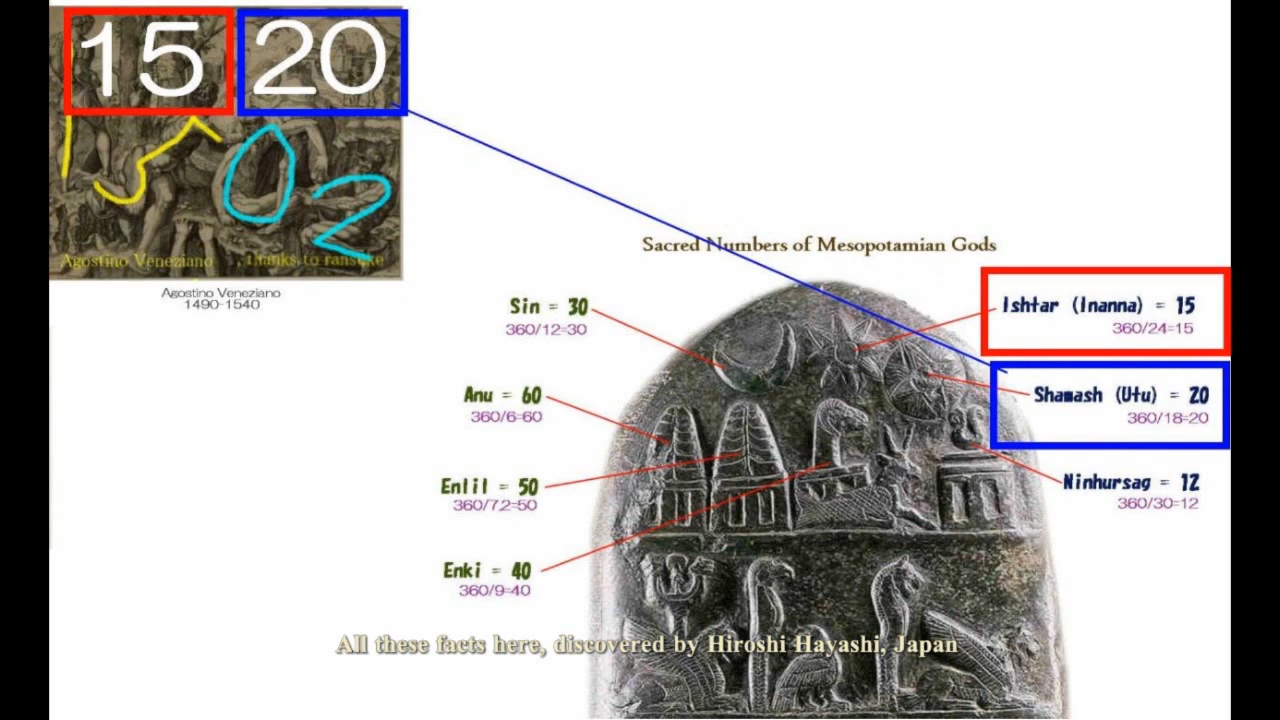 15 20
15 02
Agostino Veneziano , thanks to ranslike
Agostino Veneziano
1490-1540
Sacred Numbers of Mesopotamian Gods
Sin = 30
360/12=30
Ishtar (Inanna) = 15
360/24=15
Anu = 60
360/6=60
Shamash (Utu) = 20
360/18=20
Enlil = 50
360/7.2=50
Ninhursag = 12
360/30=12
Enki = 40
360/9=40
All these facts here, discovered by Hiroshi Hayashi, Japan